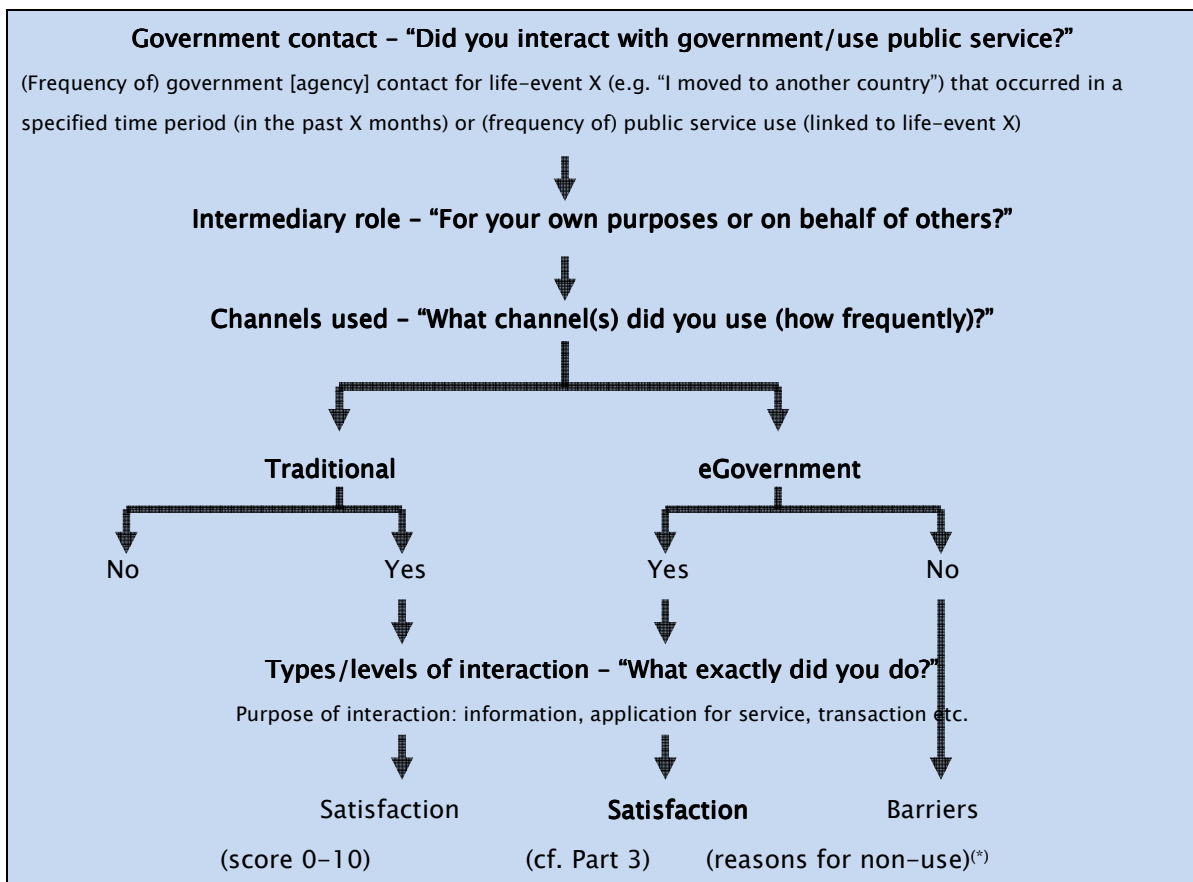 Government contact – “Did you interact with government/use public service?”
(Frequency of) government [agency] contact for life-event X (e.g. “I moved to another country”) that occurred in a
specified time period (in the past X months) or (frequency of) public service use (linked to life-event X)
Intermediary role – “For your own purposes or on behalf of others?”
Channels used – “What channel(s) did you use (how frequently)?”
Traditional eGovernment
No Yes Yes No
Types/levels of interaction – “What exactly did you do?”
Purpose of interaction: information, application for service, transaction etc.
Satisfaction Satisfaction Barriers
(score 0-10) (cf. Part 3) (reasons for non-use)(*)